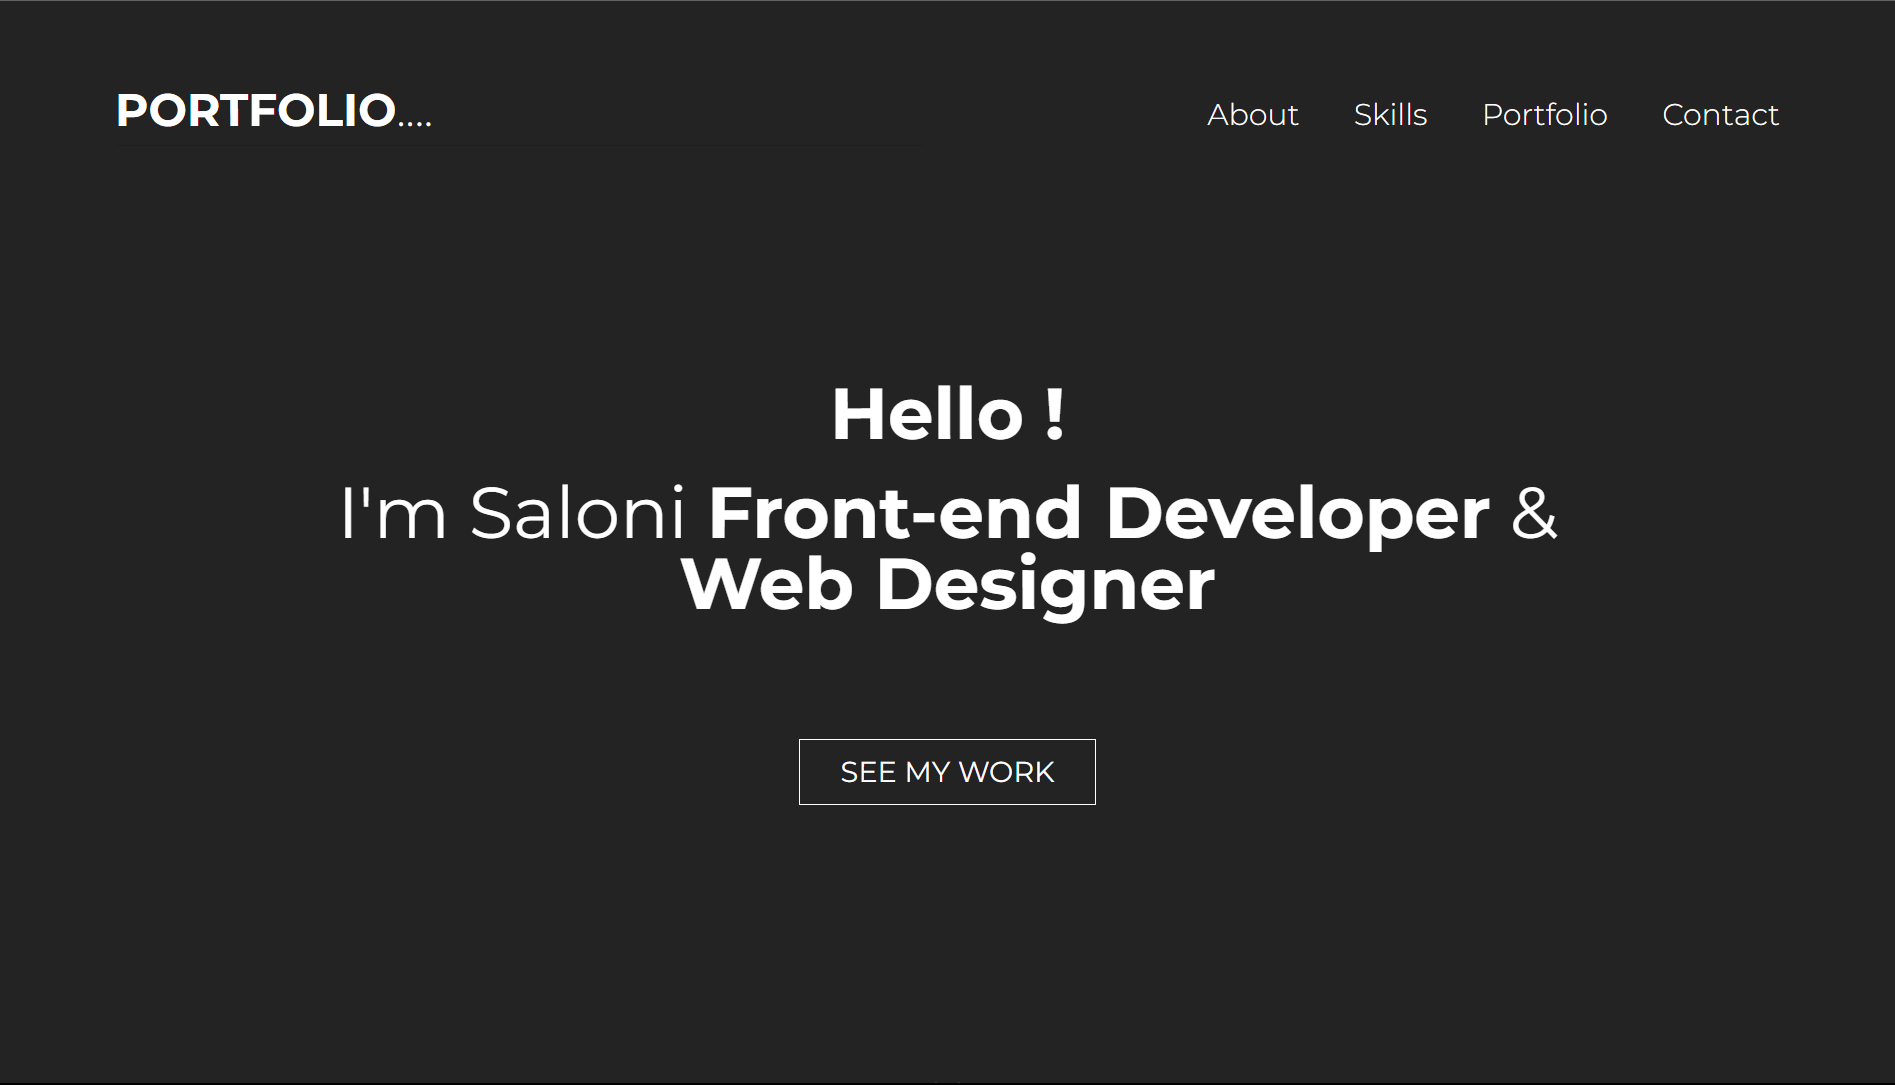 PORTFOLIO....
About Skills Portfolio Contact
Hello !
I'm Saloni Front-end Developer &
Web Designer
SEE MY WORK